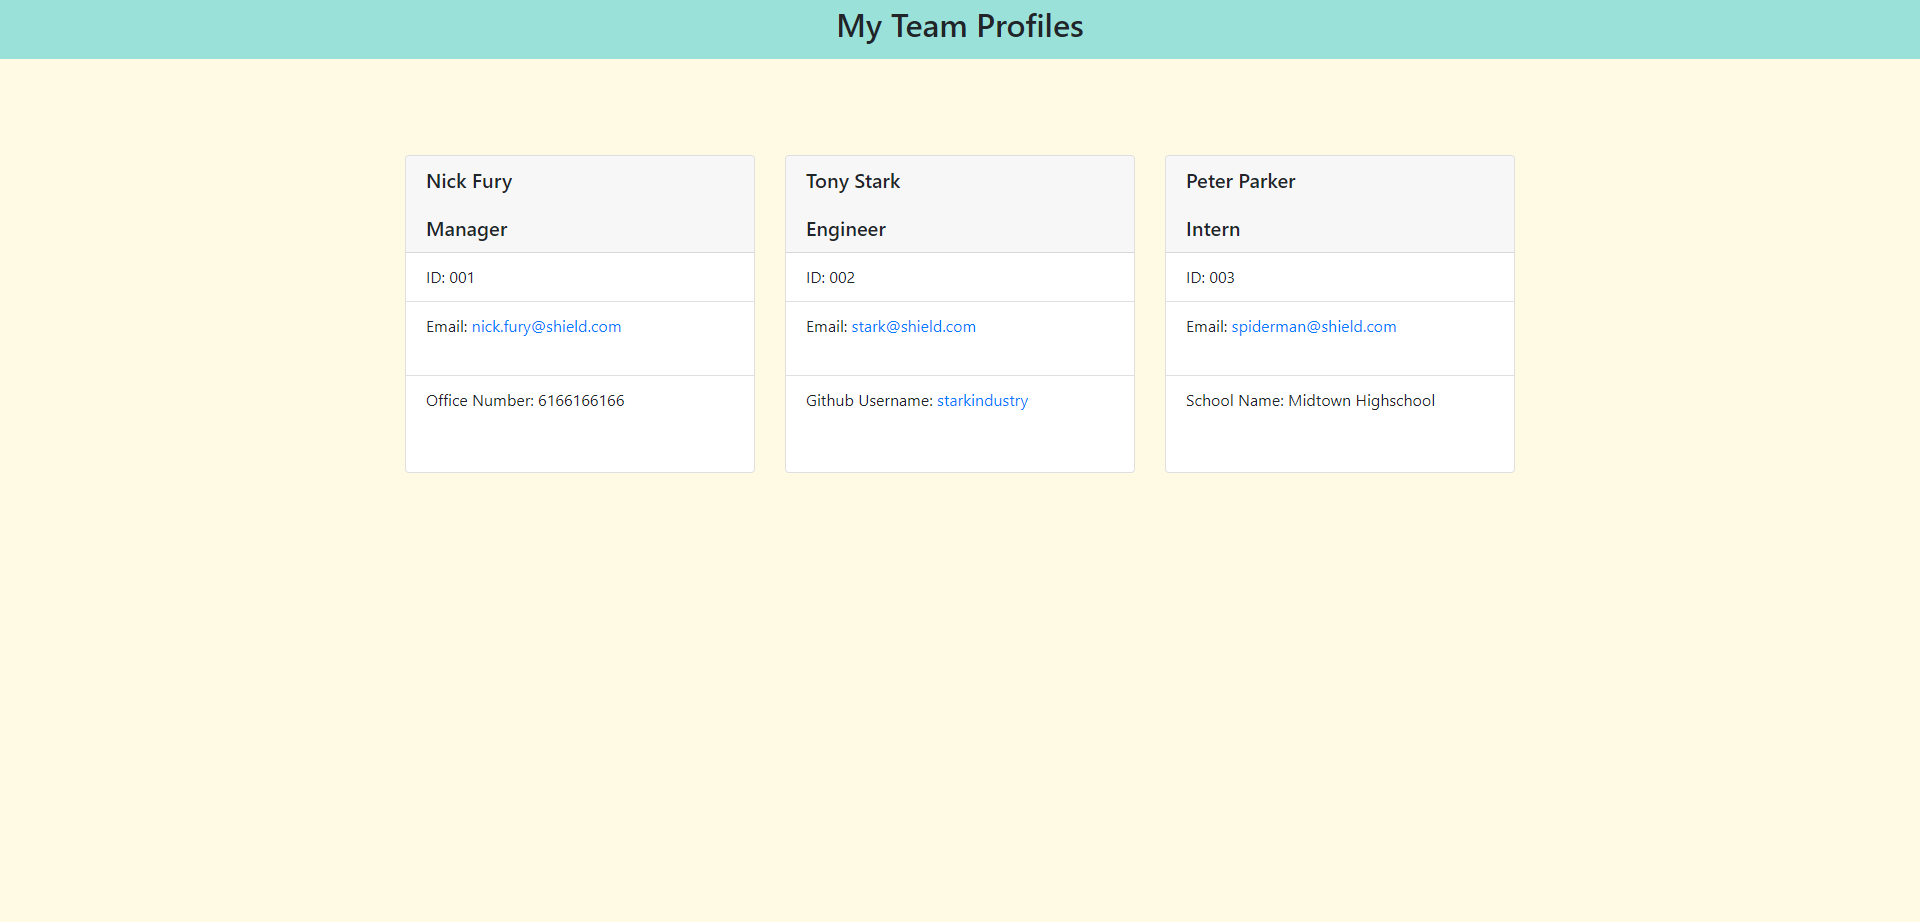 My Team Profiles
Nick Fury
Manager
ID: 001
Email: nick.fury@shield.com
Office Number: 6166166166
Tony Stark
Engineer
ID: 002
Email: stark@shield.com
Github Username: starkindustry
Peter Parker
Intern
ID: 003
Email: spiderman@shield.com
School Name: Midtown Highschool